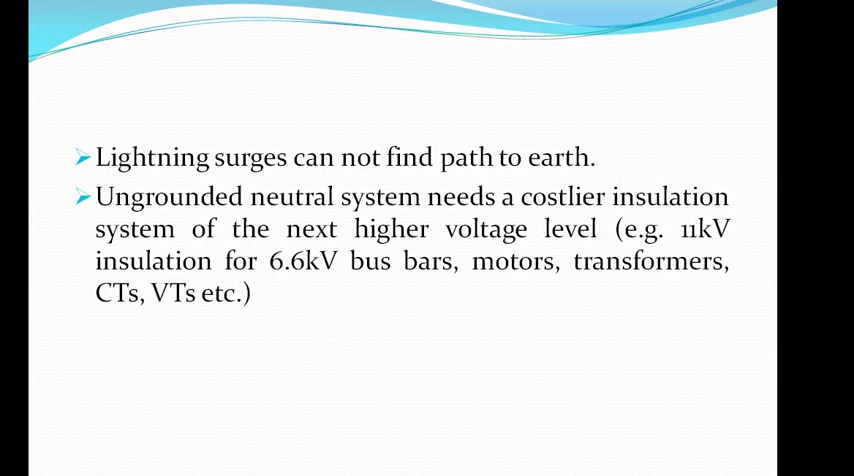 Lightning surges can not find path to earth.
Ungrounded neutral system needs a costlier insulation
system of the next higher voltage level (e.g. 11kV
insulation for 6.6kV bus bars, motors, transformers,
CTs, VTs etc.)